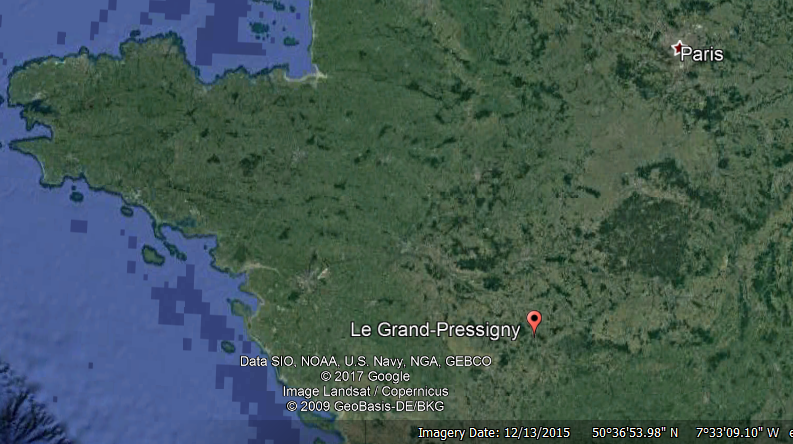 Paris
Le Grand-Pressigny
Data SIO, NOAA, U.S. Navy, NGA, GEBCO
© 2017 Google
Image Landsat / Copernicus
© 2009 GeoBasis-DE/BKG
Imagery Date: 12/13/2015 50°36'53.98" N 7°33'09.10" W e